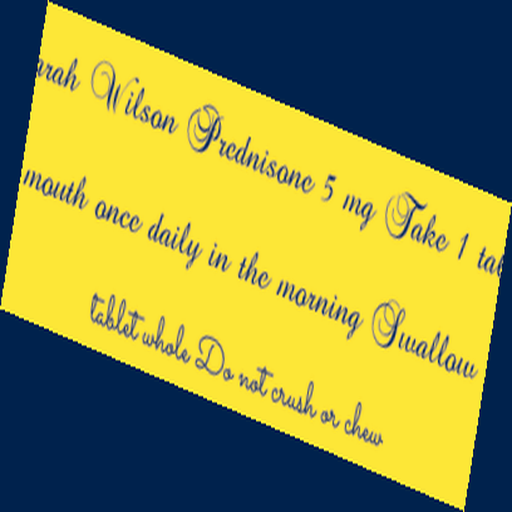 Wilson Prednisone 5 mg Take 1
mouth once daily in the morning Swallow
tablet whole Do not crush or chew